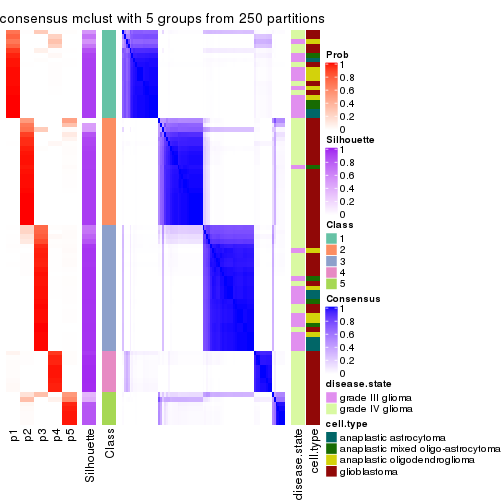 consensus mclust with 5 groups from 250 partitions
Prob
1
0.8
0.6
0.4
0.2
0
Silhouette
1
0.8
0.6
0.4
0.2
0
Class
1
2
3
4
5
Consensus
1
0.8
0.6
0.4
0.2
0
disease.state
grade III glioma
grade IV glioma
cell.type
anaplastic astrocytoma
anaplastic mixed oligo-astrocytoma
anaplastic oligodendroglioma
glioblastoma
p1
p2
p3
p4
p5
Silhouette
Class
disease.state
cell.type